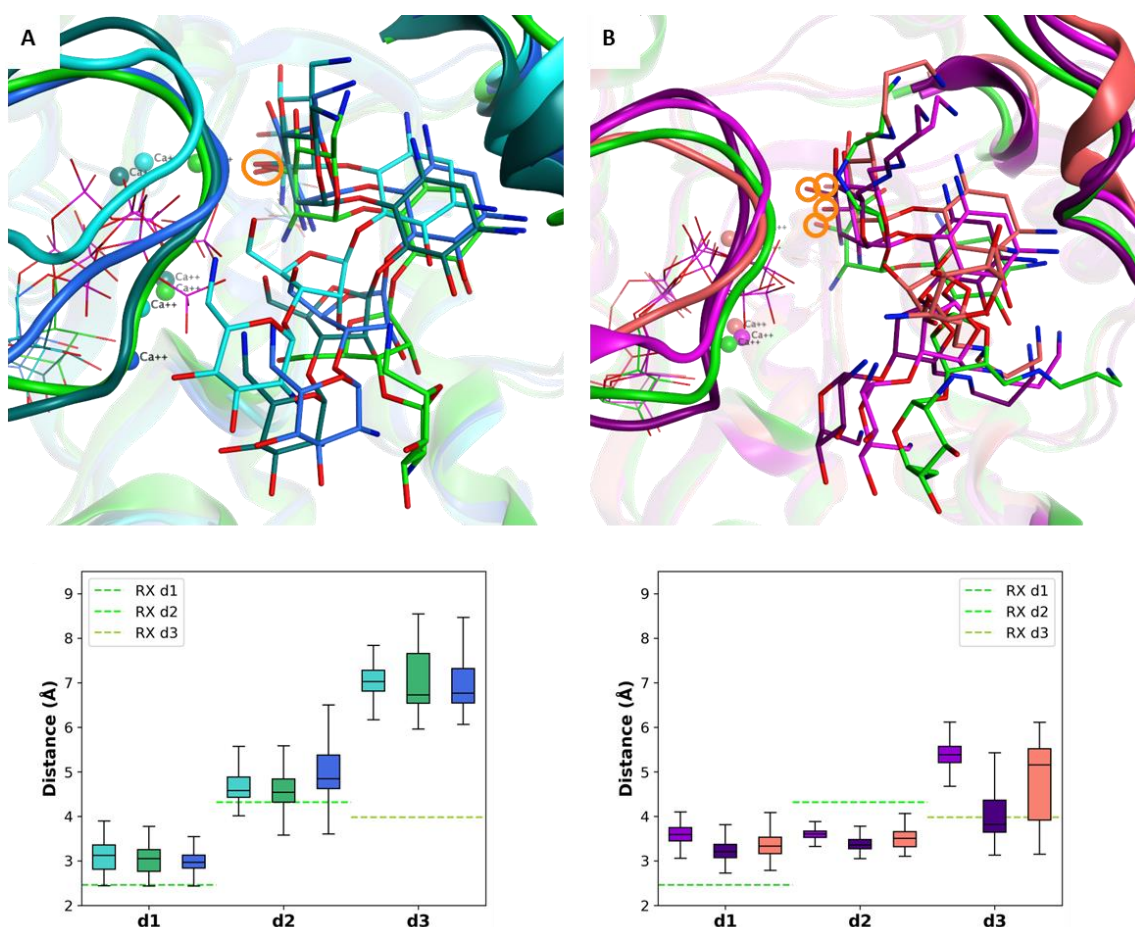 A
Ca++
Ca++
Ca++
Ca++
Ca++
Ca++
B
Ca++
Ca++
Ca++
Ca++
RX d1
RX d2
RX d3
9
8
7
6
5
4
3
2
Distance (Å)
d1
d2
d3
RX d1
RX d2
RX d3
9
8
7
6
5
4
3
2
Distance (Å)
d1
d2
d3